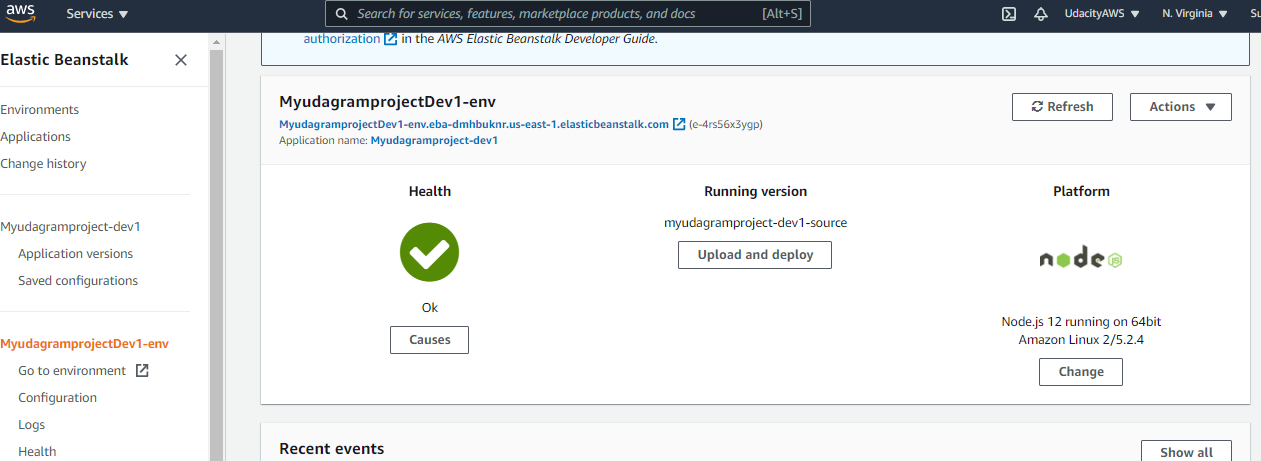 aws
Services
Search for services, features, marketplace products, and docs
[Alt+S]
UdacityAWS
N. Virginia
Su
Elastic Beanstalk
Environments
Applications
Change history
Myudagramproject-dev1
Application versions
Saved configurations
MyudagramprojectDev1-env
Go to environment
Configuration
Logs
Health
authorization in the AWS Elastic Beanstalk Developer Guide.
MyudagramprojectDev1-env
Refresh
Actions
MyudagramprojectDev1-env.eba-dmhbuknr.us-east-1.elasticbeanstalk.com (e-4rs56x3ygp)
Application name: Myudagramproject-dev1
Health
Ok
Causes
Running version
myudagramproject-dev1-source
Upload and deploy
Platform
node
JS
Node.js 12 running on 64bit
Amazon Linux 2/5.2.4
Change
Recent events
Show all